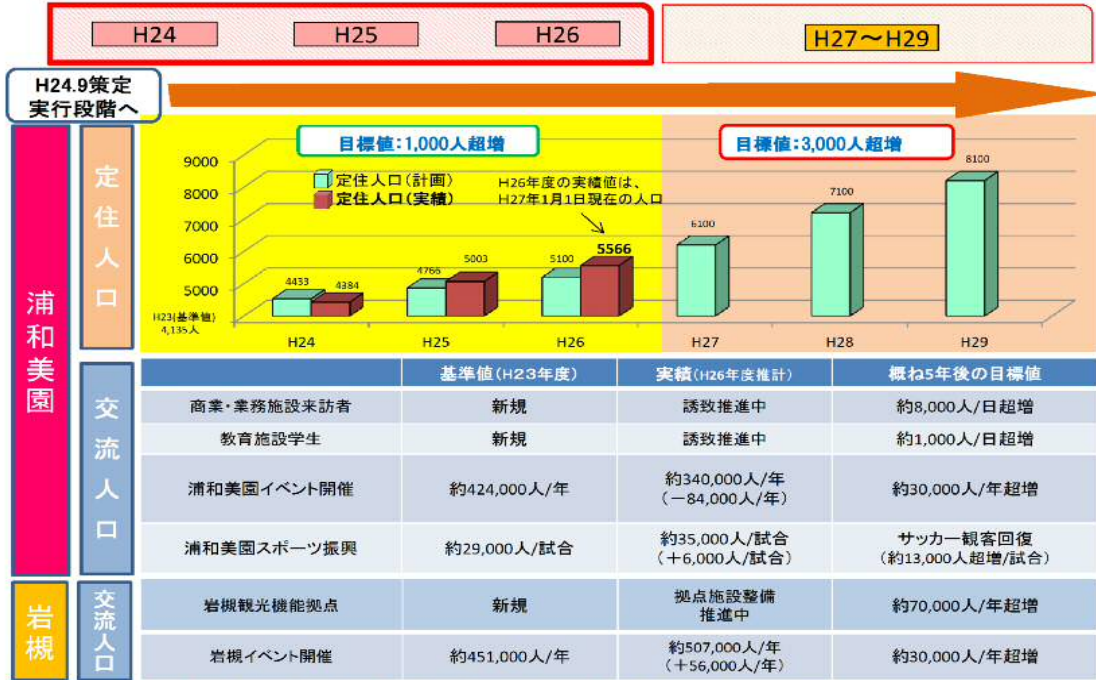 H24
H25
H26
H27～H29
H24.9策定
実行段階へ
浦和美園
定住人口
目標値:1,000人超増
目標値:3,000人超増
定住人口(計画)
定住人口(実績)
H26年度の実績値は、
H27年1月1日現在の人口
9000
8000
7000
6000
5000
H23(基準値)
4,135人
4433
4384
4766
5003
5100
5566
6100
7100
8100
H24
H25
H26
H27
H28
H29
交流人口
基準値(H23年度)
実績(H26年度推計)
概ね5年後の目標値
商業・業務施設来訪者
新規
誘致推進中
約8,000人/日超増
教育施設学生
新規
誘致推進中
約1,000人/日超増
浦和美園イベント開催
約424,000人/年
約340,000人/年
(－84,000人/年)
約30,000人/年超増
浦和美園スポーツ振興
約29,000人/試合
約35,000人/試合
(＋6,000人/試合)
サッカー観客回復
(約13,000人超増/試合)
岩槻
交流人口
岩槻観光機能拠点
新規
拠点施設整備
推進中
約70,000人/年超増
岩槻イベント開催
約451,000人/年
約507,000人/年
(＋56,000人/年)
約30,000人/年超増